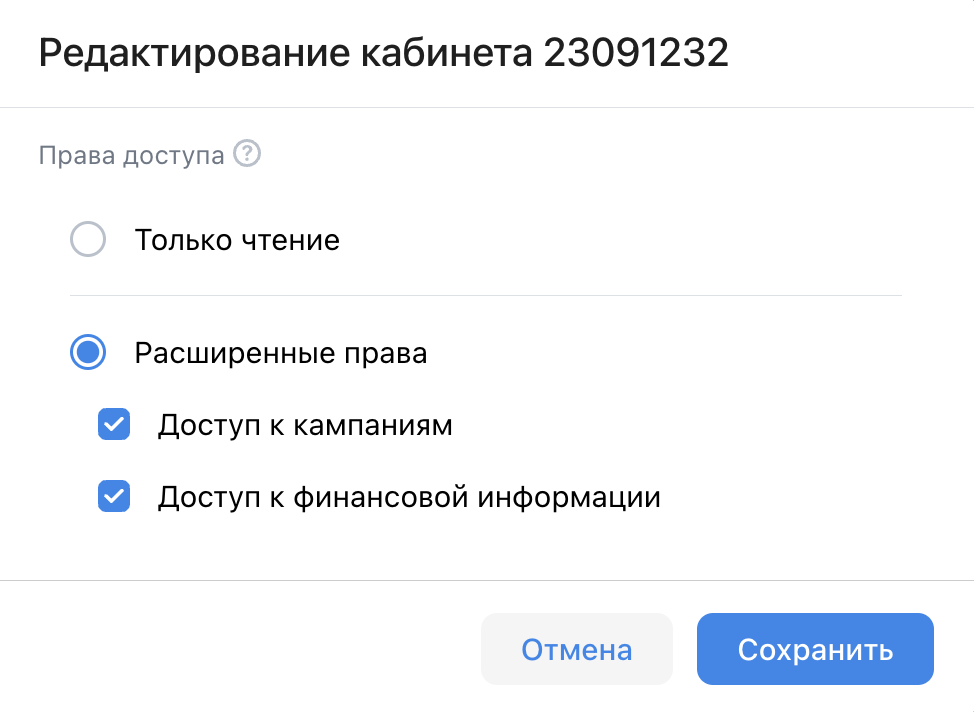 Редактирование кабинета 23091232
Права доступа ?
Только чтение
Расширенные права
Доступ к кампаниям
Доступ к финансовой информации
Отмена Сохранить